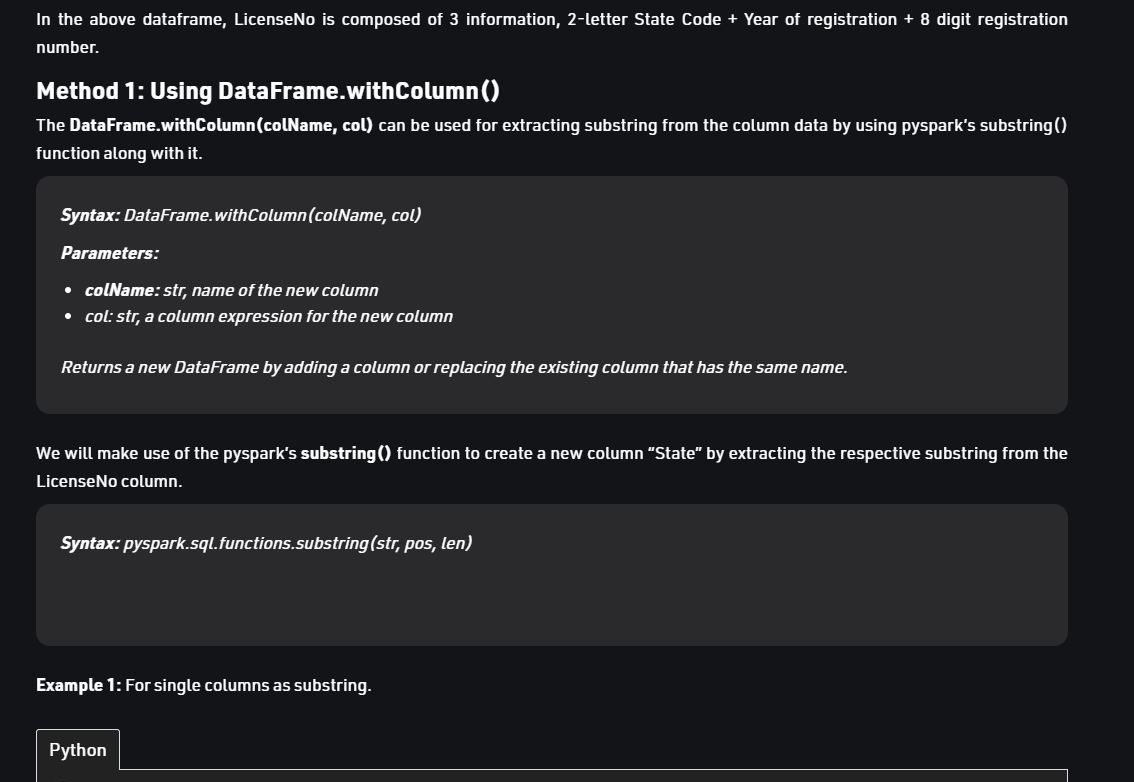 In the above dataframe, LicenseNo is composed of 3 information, 2-letter State Code + Year of registration + 8 digit registration
number.
Method 1: Using DataFrame.withColumn()
The DataFrame.withColumn(colName, col) can be used for extracting substring from the column data by using pyspark's substring()
function along with it.
Syntax: DataFrame.withColumn(colName, col)
Parameters:
• colName: str, name of the new column
• col: str, a column expression for the new column
Returns a new DataFrame by adding a column or replacing the existing column that has the same name.
We will make use of the pyspark's substring() function to create a new column “State” by extracting the respective substring from the
LicenseNo column.
Syntax: pyspark.sql.functions.substring(str, pos, len)
Example 1: For single columns as substring.
Python